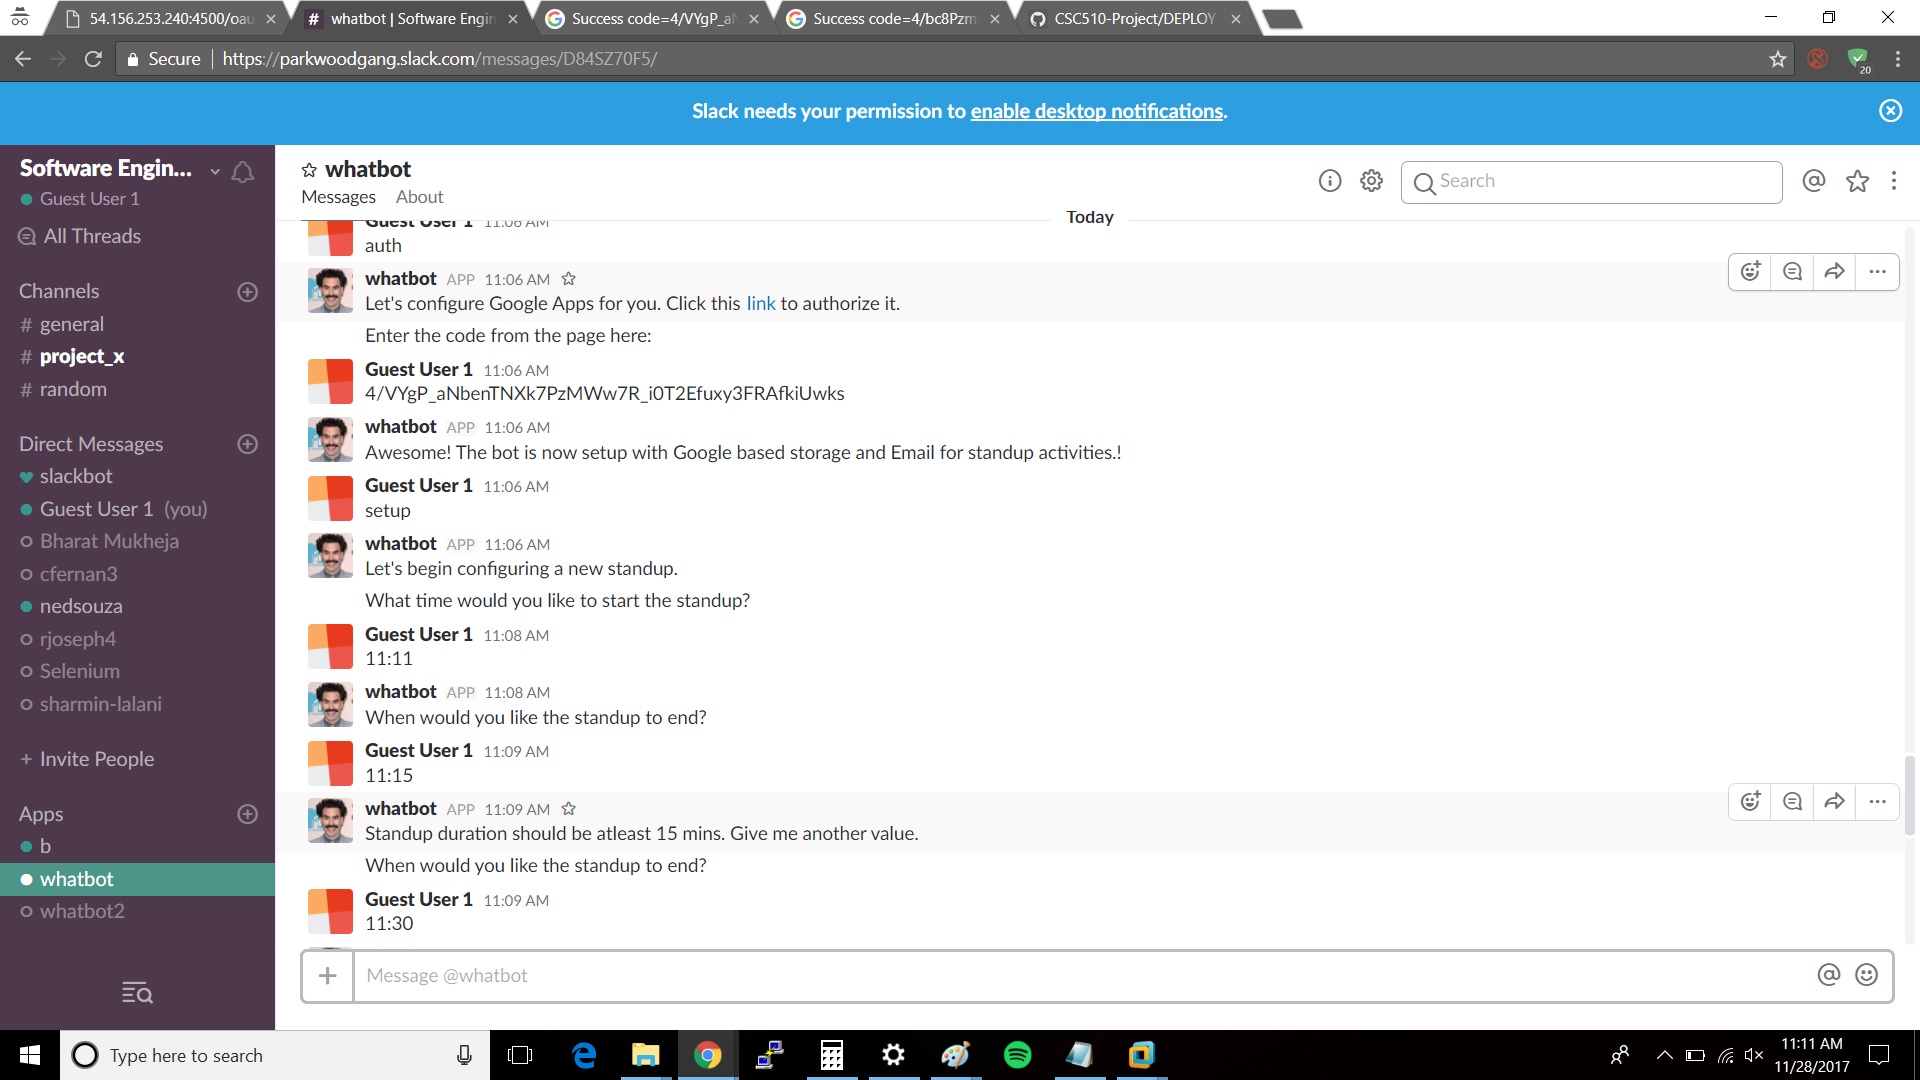 54.156.253.240:4500/oau
whatbot | Software Engin
Success code=4/VYgP_aN
Success code=4/bc8Pzm
CSC510-Project/DEPLOY
Secure https://parkwoodgang.slack.com/messages/D84SZ70F5/
20
Slack needs your permission to enable desktop notifications.
Software Engin...
Guest User 1
All Threads
Channels
# general
# project_x
# random
Direct Messages
slackbot
Guest User 1 (you)
Bharat Mukheja
cfernan3
nedsouza
rjoseph4
Selenium
sharmin-lalani
+ Invite People
Apps
b
whatbot
whatbot2
whatbot
Messages About
Search
Today
Guest User 1 11:06 AM
auth
whatbot APP 11:06 AM
Let's configure Google Apps for you. Click this link to authorize it.
Enter the code from the page here:
Guest User 1 11:06 AM
4/VYgP_aNbenTNXk7PzMWw7R_i0T2Efuxy3FRAfkiUwks
whatbot APP 11:06 AM
Awesome! The bot is now setup with Google based storage and Email for standup activities.!
Guest User 1 11:06 AM
setup
whatbot APP 11:06 AM
Let's begin configuring a new standup.
What time would you like to start the standup?
Guest User 1 11:08 AM
11:11
whatbot APP 11:08 AM
When would you like the standup to end?
Guest User 1 11:09 AM
11:15
whatbot APP 11:09 AM
Standup duration should be atleast 15 mins. Give me another value.
When would you like the standup to end?
Guest User 1 11:09 AM
11:30
Message @whatbot
Type here to search
11:11 AM
11/28/2017